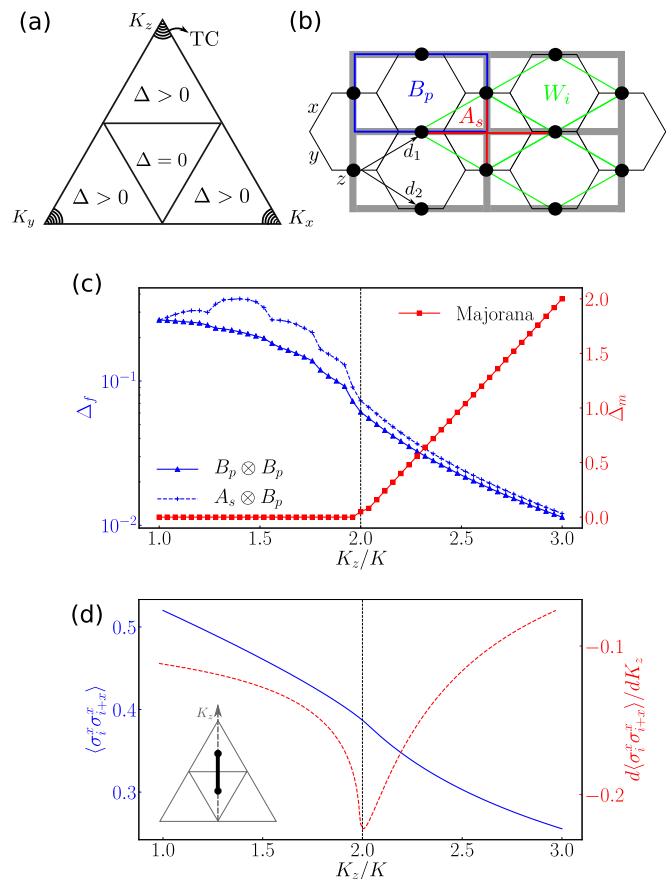 (a)
K_z
TC
Δ > 0
Δ = 0
Δ > 0
Δ > 0
K_y
K_x
(b)
B_p
W_i
A_s
x
y
z
d_1
d_2
(c)
Majorana
2.0
1.5
1.0
0.5
0.0
Δ_m
10^{-1}
10^{-2}
Δ_f
B_p ⊗ B_p
A_s ⊗ B_p
1.0 1.5 2.0 2.5 3.0
K_z/K
(d)
0.5
0.4
0.3
⟨σ_i^x σ_{i+x}^x⟩
K_z
−0.1
−0.2
d⟨σ_i^x σ_{i+x}^x⟩/dK_z
1.0 1.5 2.0 2.5 3.0
K_z/K